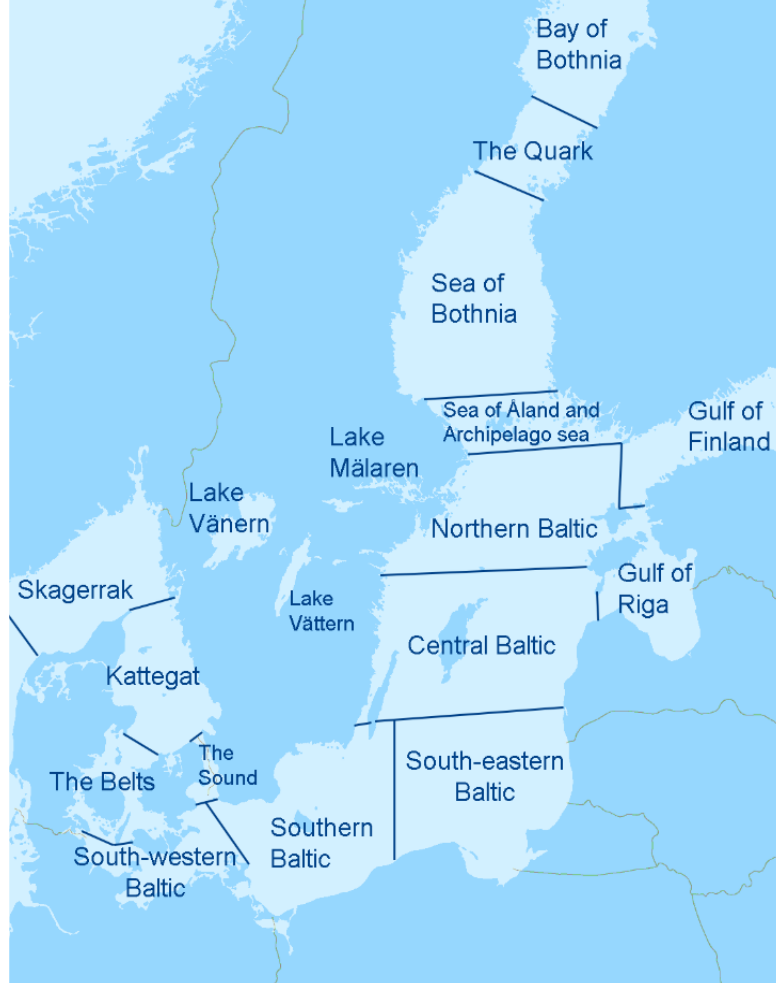 Bay of
Bothnia
The Quark
Sea of
Bothnia
Sea of Åland and
Archipelago sea
Gulf of
Finland
Lake
Mälaren
Lake
Vänern
Northern Baltic
Skagerrak
Lake
Vättern
Gulf of
Riga
Central Baltic
Kattegat
The Belts
The
Sound
South-eastern
Baltic
Southern
Baltic
South-western
Baltic